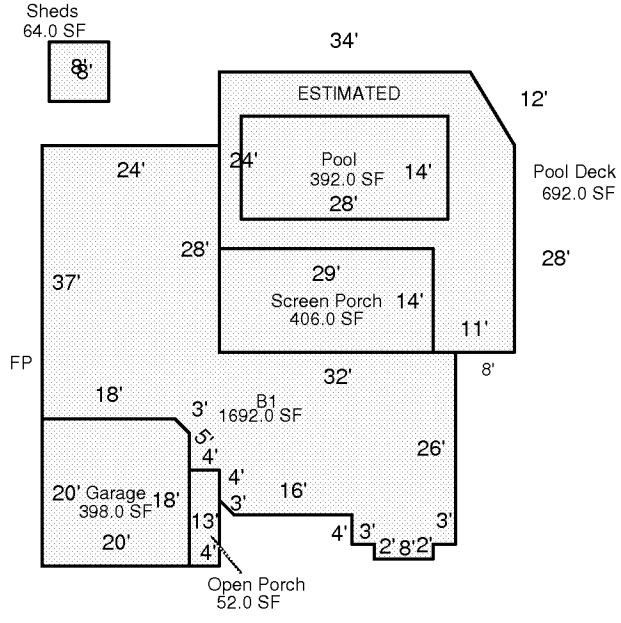 Sheds
64.0 SF
8'
8'
34'
ESTIMATED
12'
24'
24'
Pool
392.0 SF
14'
28'
Pool Deck
692.0 SF
28'
28'
37'
29'
Screen Porch
406.0 SF
14'
11'
FP
32'
8'
18'
3'
B1
1692.0 SF
5'
26'
4'
4'
20'
Garage
398.0 SF
18'
16'
3'
13'
4'
3'
3'
20'
4'
2'
8'
2'
Open Porch
52.0 SF